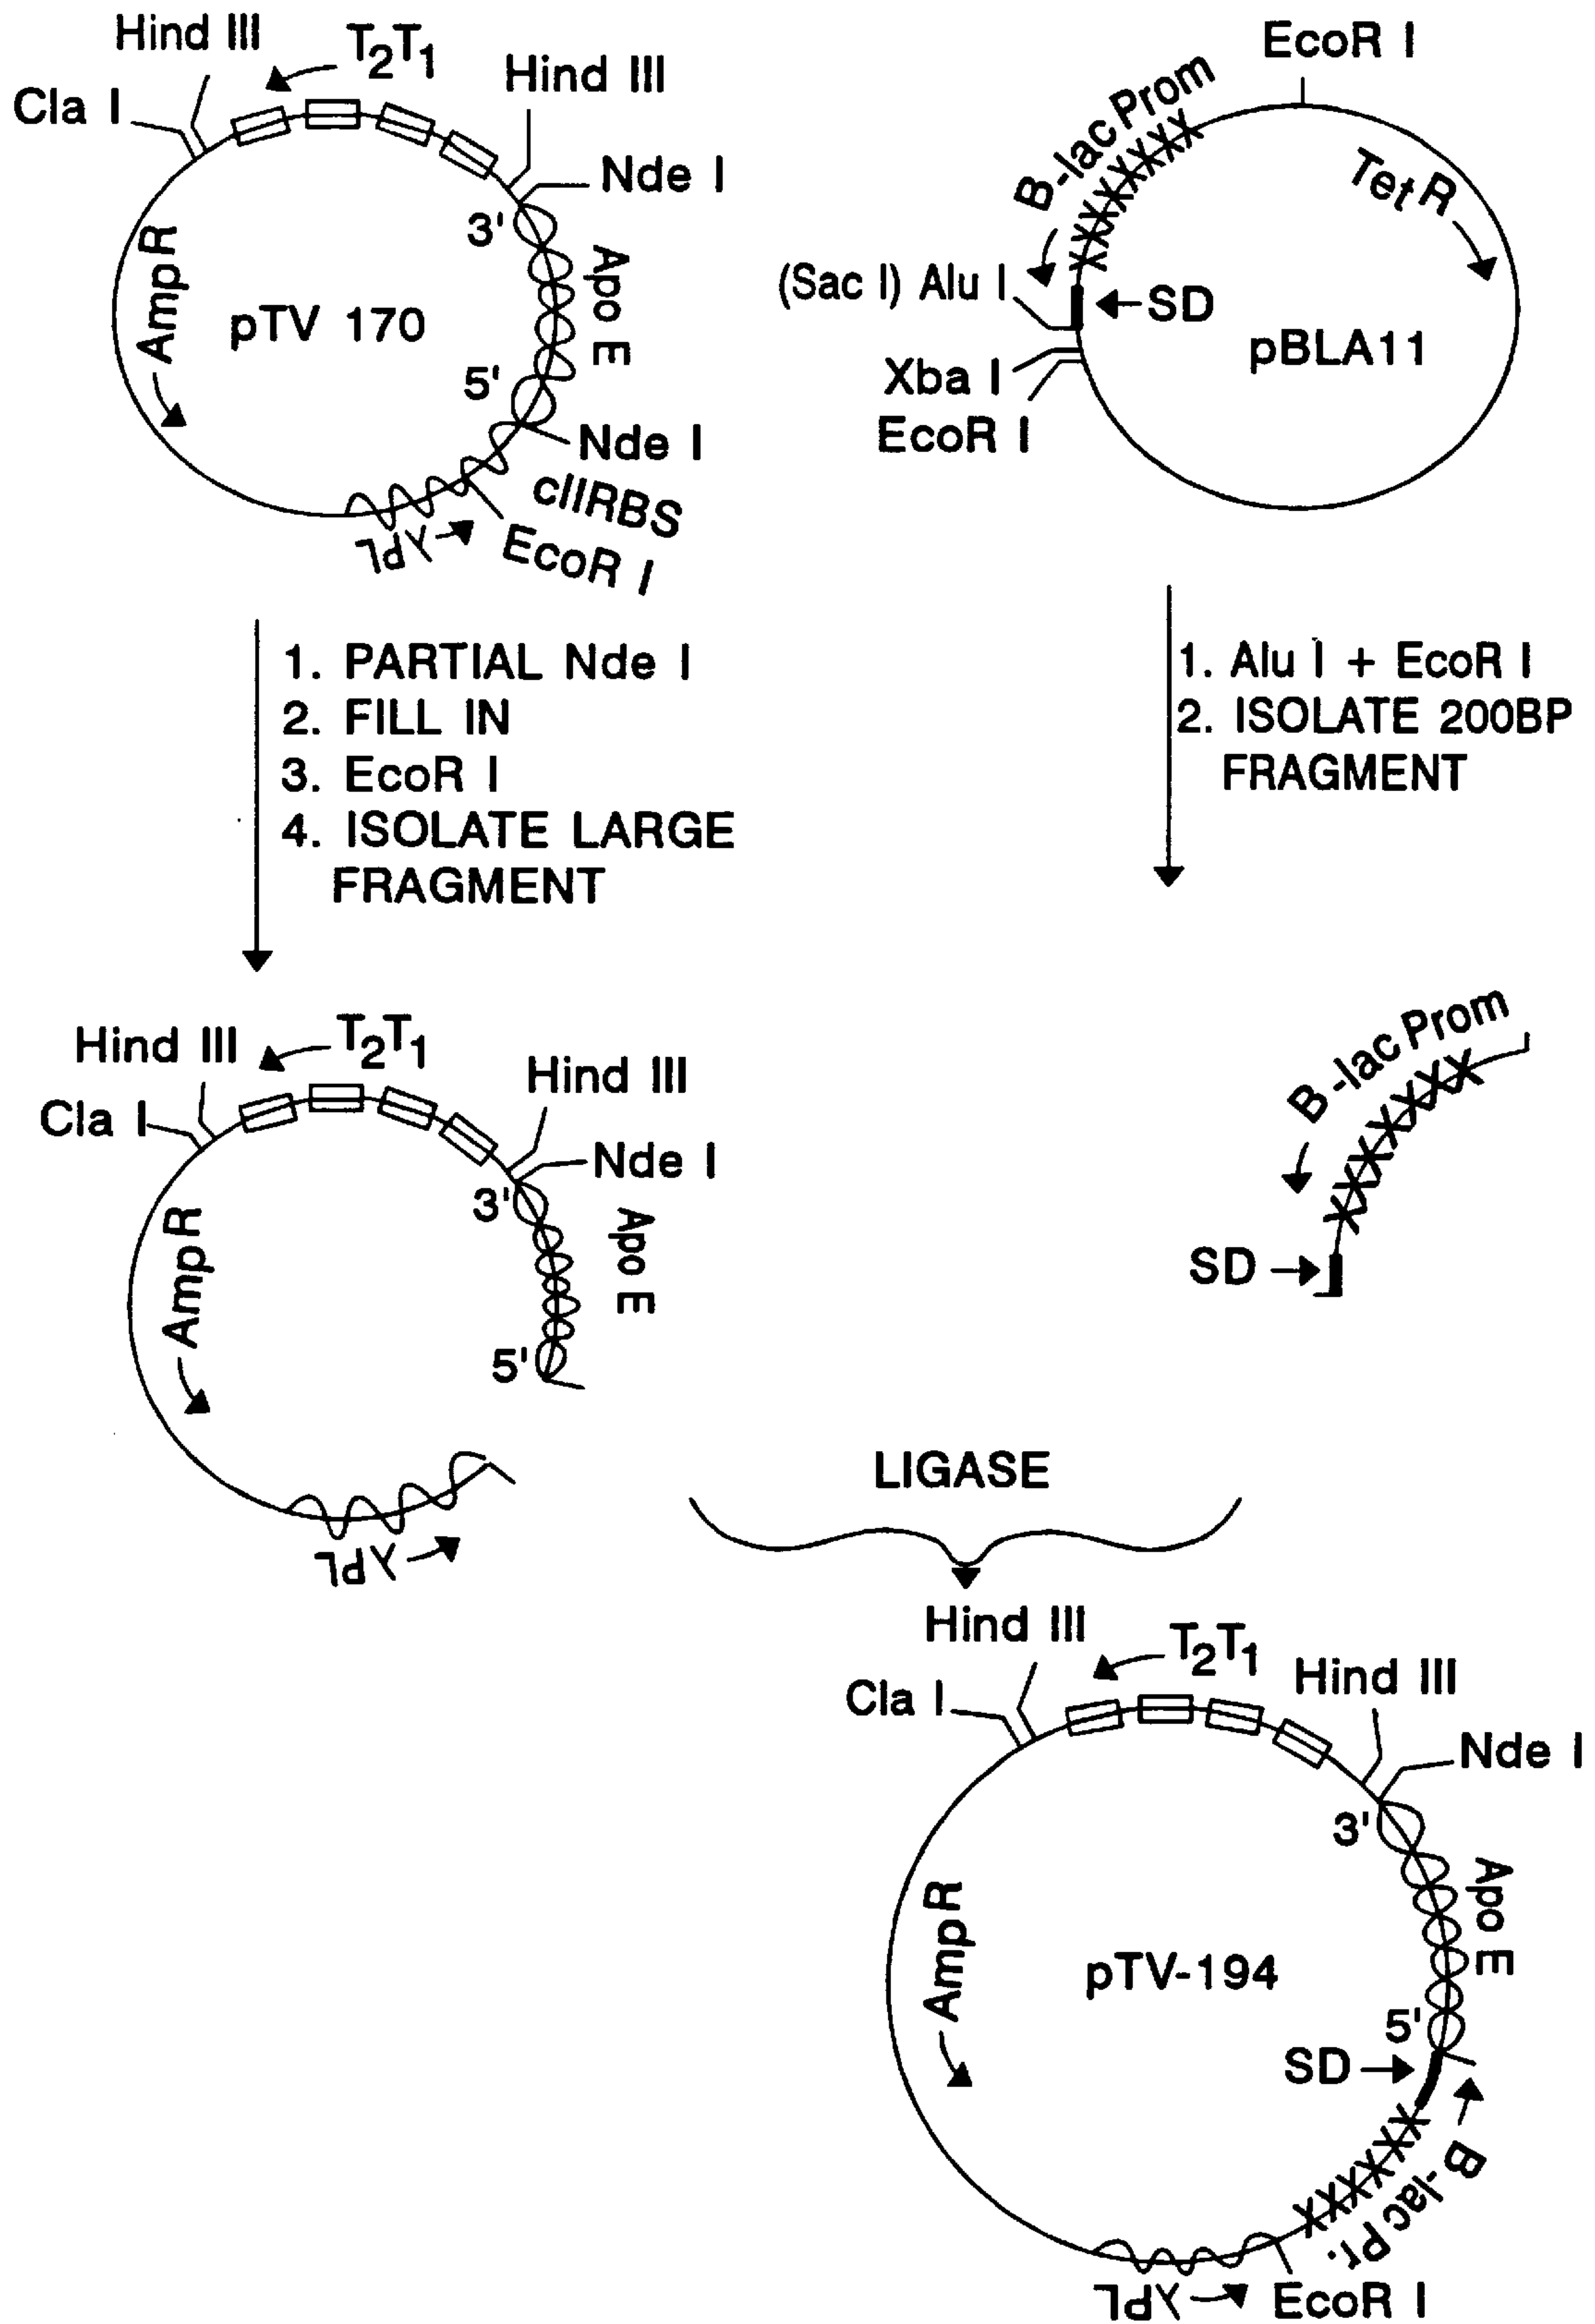 Hind III
T2T1
Hind III
Cla I
Nde I
3'
Apo E
AmpR
pTV 170
5'
Nde I
cIIRBS
EcoR I
λPL
EcoR I
B-lac Prom
TetR
(Sac I) Alu I
SD
pBLA11
Xba I
EcoR I
1. PARTIAL Nde I
2. FILL IN
3. EcoR I
4. ISOLATE LARGE
FRAGMENT
1. Alu I + EcoR I
2. ISOLATE 200BP
FRAGMENT
Hind III
T2T1
Hind III
Cla I
Nde I
3'
Apo E
AmpR
5'
λPL
B-lac Prom
SD
LIGASE
Hind III
T2T1
Hind III
Cla I
Nde I
3'
Apo E
AmpR
pTV-194
5'
SD
B-lac Pr.
λPL
EcoR I